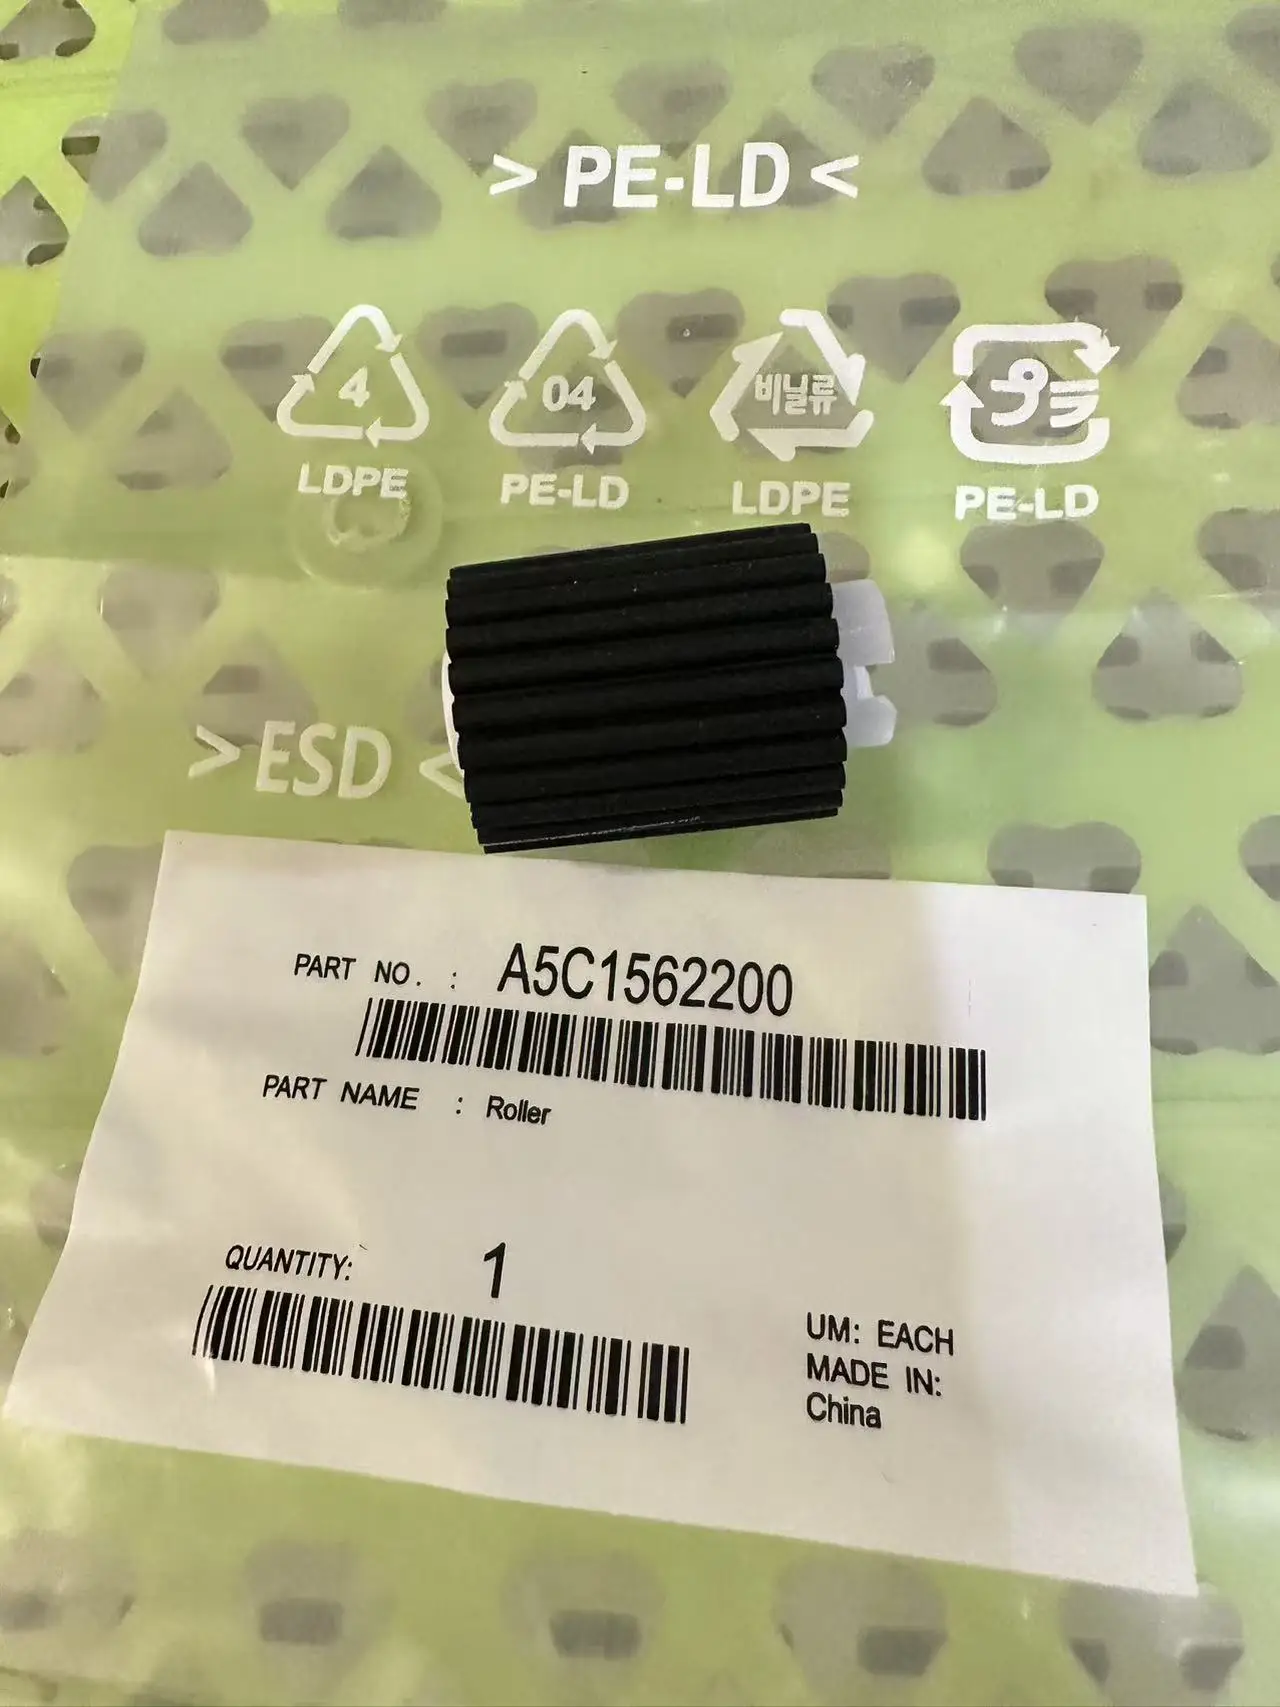 > PE-LD <
4 04 비닐류 プラ
LDPE PE-LD LDPE PE-LD
> ESD <
PART NO. : A5C1562200
PART NAME : Roller
QUANTITY: 1
UM: EACH
MADE IN:
China